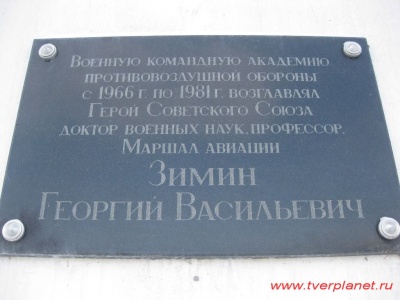 Военную командную академию
противовоздушной обороны
с 1966 г. по 1981 г. возглавлял
Герой Советского Союза
доктор военных наук, профессор,
Маршал авиации
Зимин
Георгий Васильевич
www.tverplanet.ru